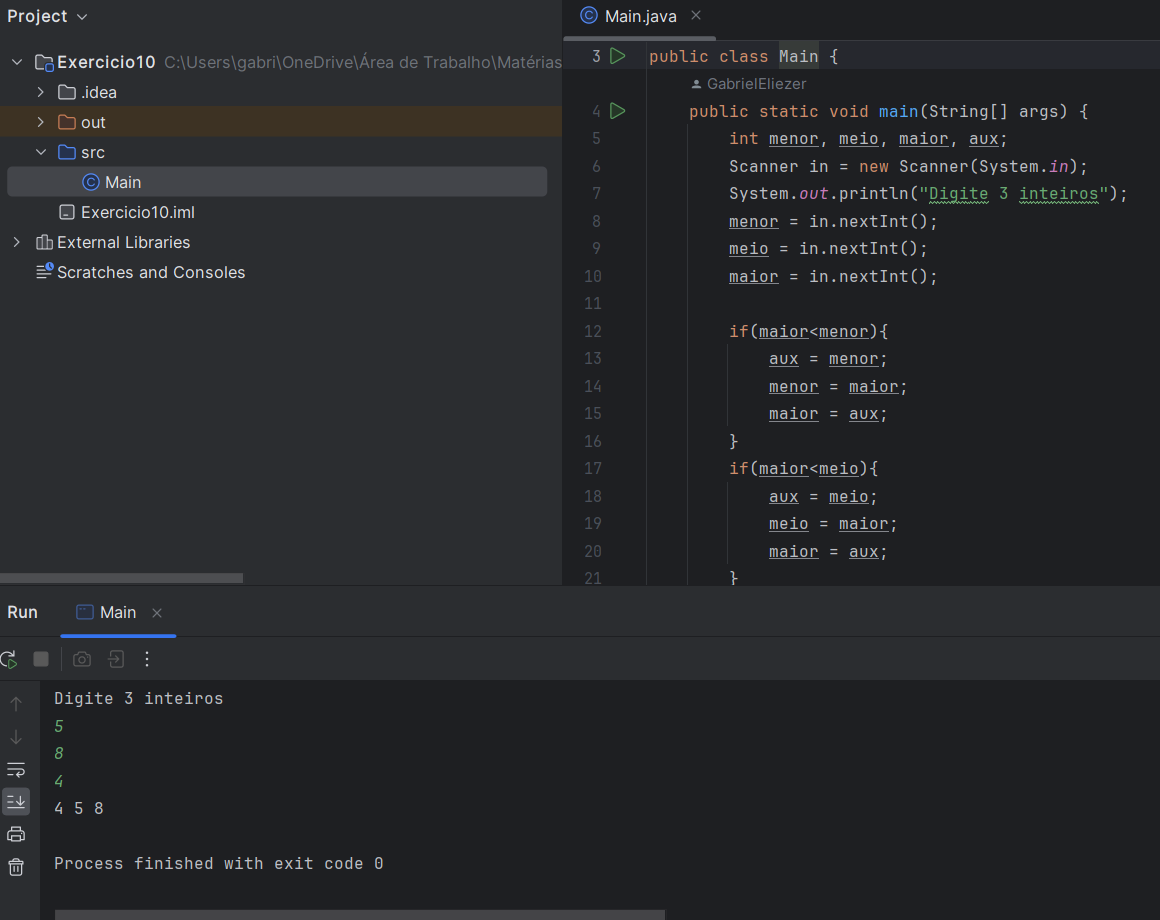 Project
Exercicio10 C:\Users\gabri\OneDrive\Área de Trabalho\Matérias
.idea
out
src
Main
Exercicio10.iml
External Libraries
Scratches and Consoles
Main.java
3 public class Main {
GabrielEliezer
4 public static void main(String[] args) {
5 int menor, meio, maior, aux;
6 Scanner in = new Scanner(System.in);
7 System.out.println("Digite 3 inteiros");
8 menor = in.nextInt();
9 meio = in.nextInt();
10 maior = in.nextInt();
11
12 if(maior<menor){
13 aux = menor;
14 menor = maior;
15 maior = aux;
16 }
17 if(maior<meio){
18 aux = meio;
19 meio = maior;
20 maior = aux;
21 }
Run Main
Digite 3 inteiros
5
8
4
4 5 8
Process finished with exit code 0